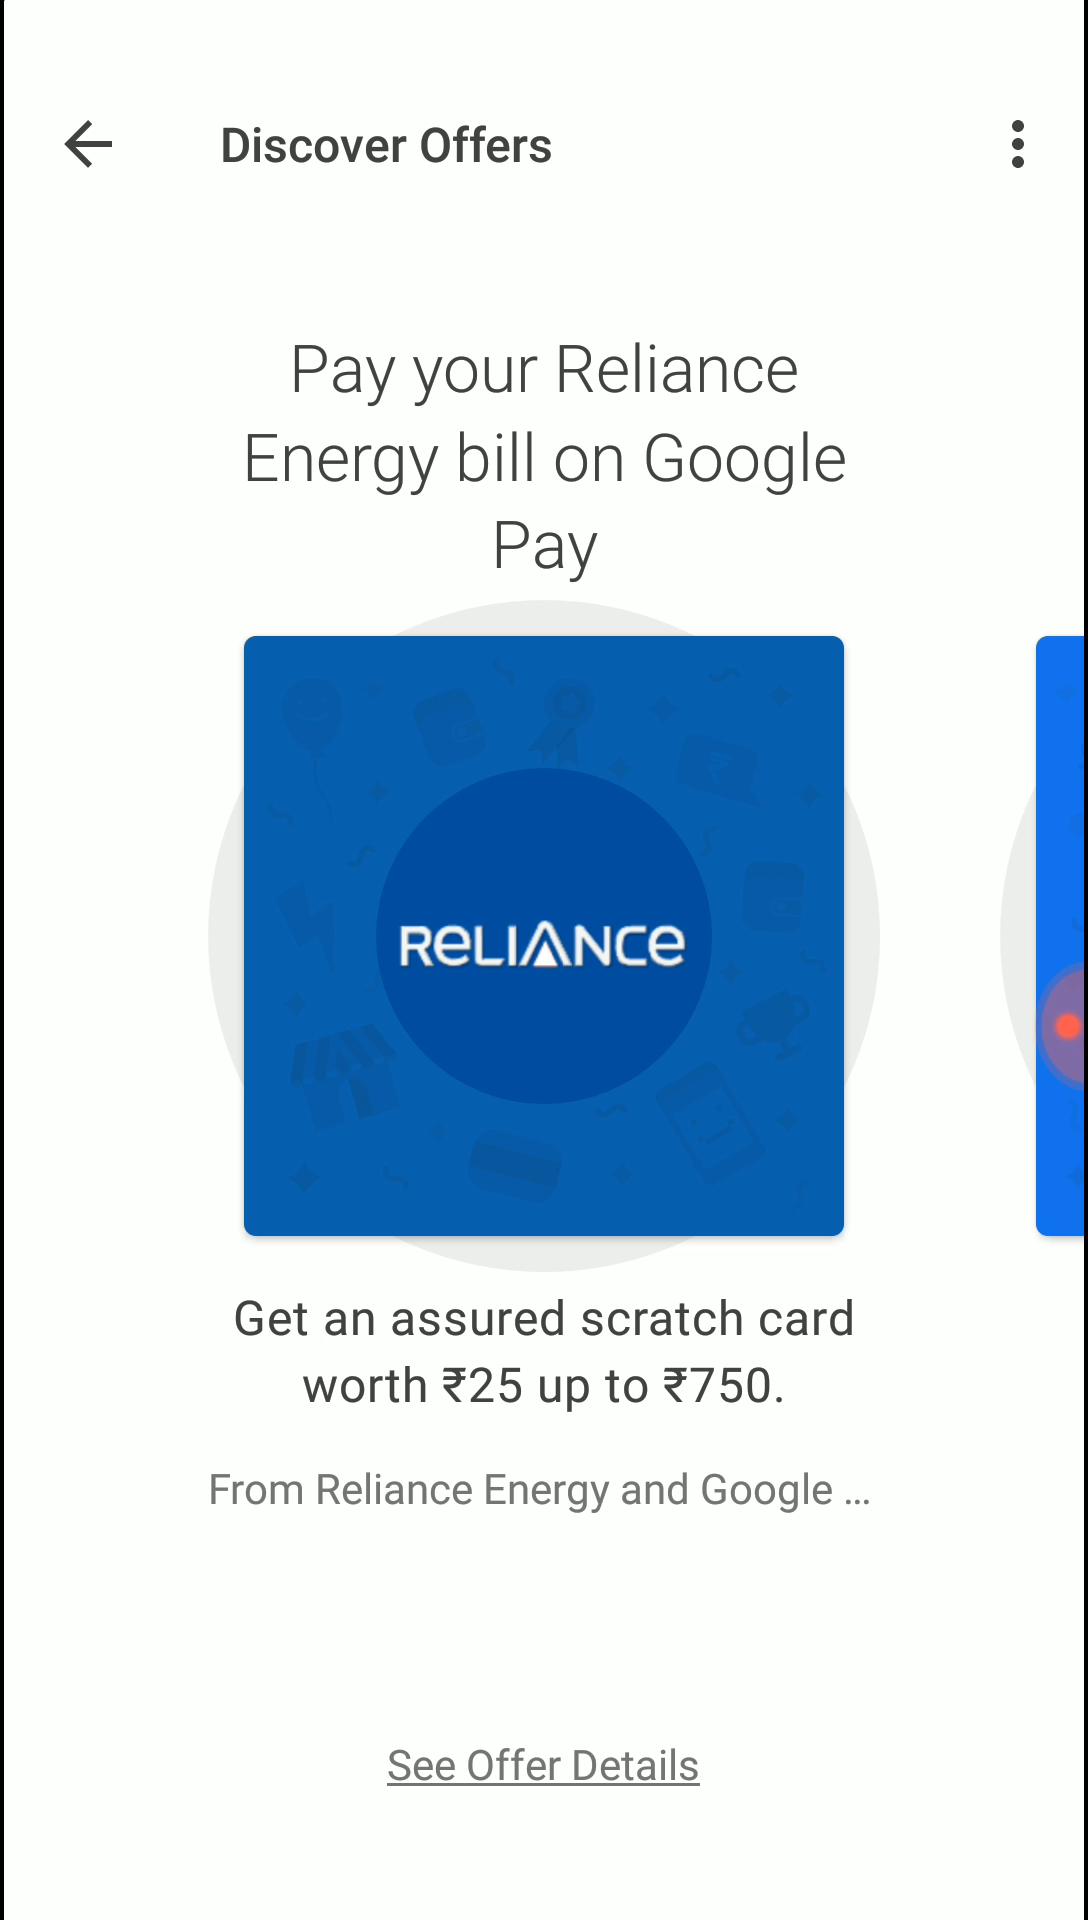 Discover Offers
Pay your Reliance
Energy bill on Google
Pay
RELIANCE
Get an assured scratch card
worth ₹25 up to ₹750.
From Reliance Energy and Google ...
See Offer Details